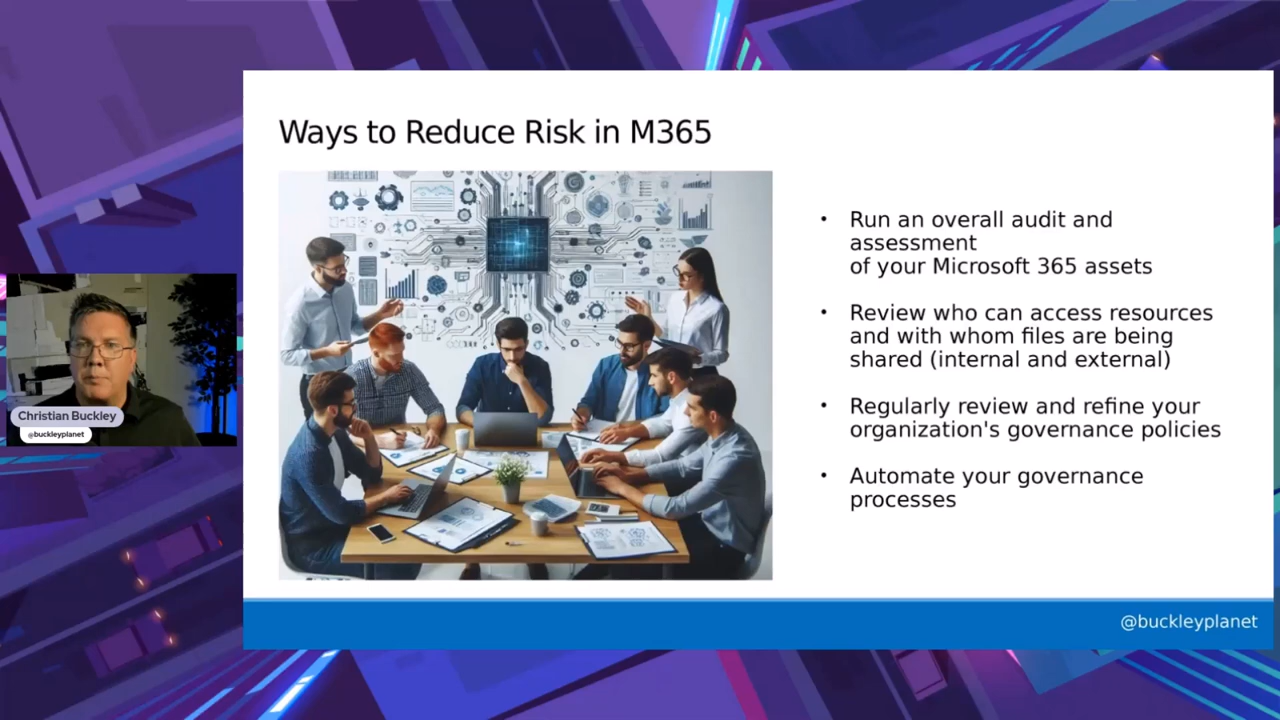 Ways to Reduce Risk in M365
• Run an overall audit and
assessment
of your Microsoft 365 assets
• Review who can access resources
and with whom files are being
shared (internal and external)
• Regularly review and refine your
organization's governance policies
• Automate your governance
processes
Christian Buckley
@buckleyplanet
@buckleyplanet